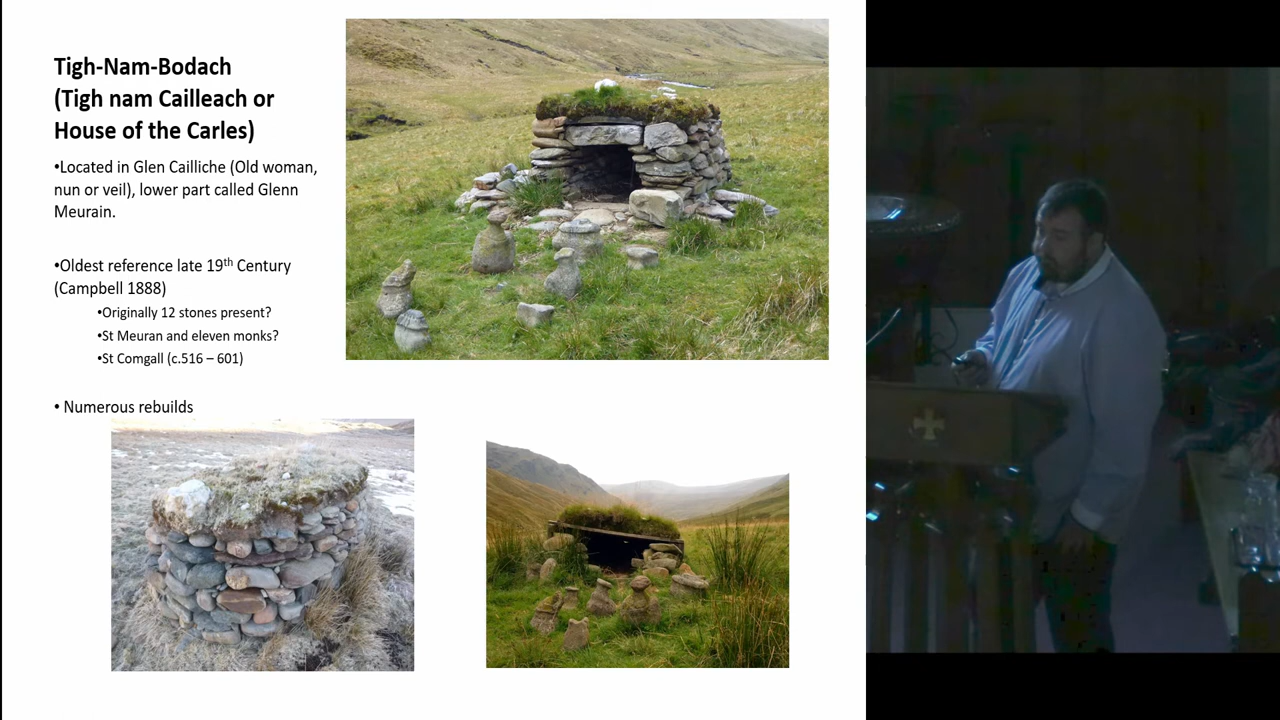 Tigh-Nam-Bodach
(Tigh nam Cailleach or
House of the Carles)
•Located in Glen Cailliche (Old woman,
nun or veil), lower part called Glenn
Meurain.
•Oldest reference late 19th Century
(Campbell 1888)
•Originally 12 stones present?
•St Meuran and eleven monks?
•St Comgall (c.516 – 601)
• Numerous rebuilds